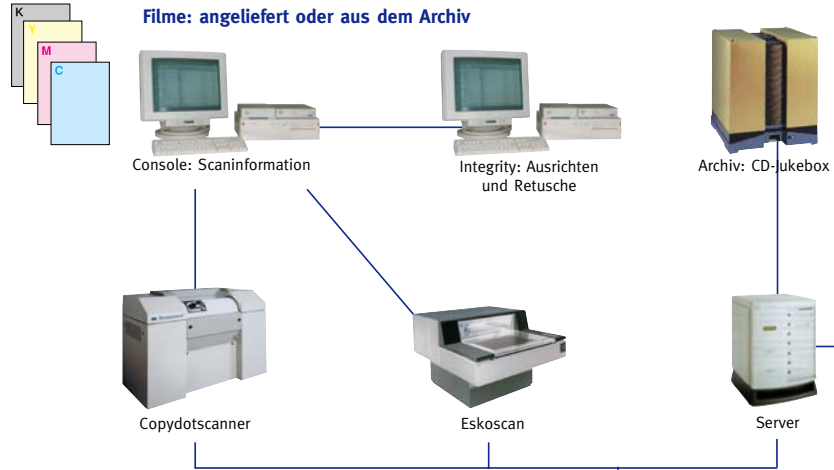 K
Y
M
C
Filme: angeliefert oder aus dem Archiv
Console: Scaninformation
Integrity: Ausrichten
und Retusche
Archiv: CD-Jukebox
Copydotscanner
Eskoscan
Server